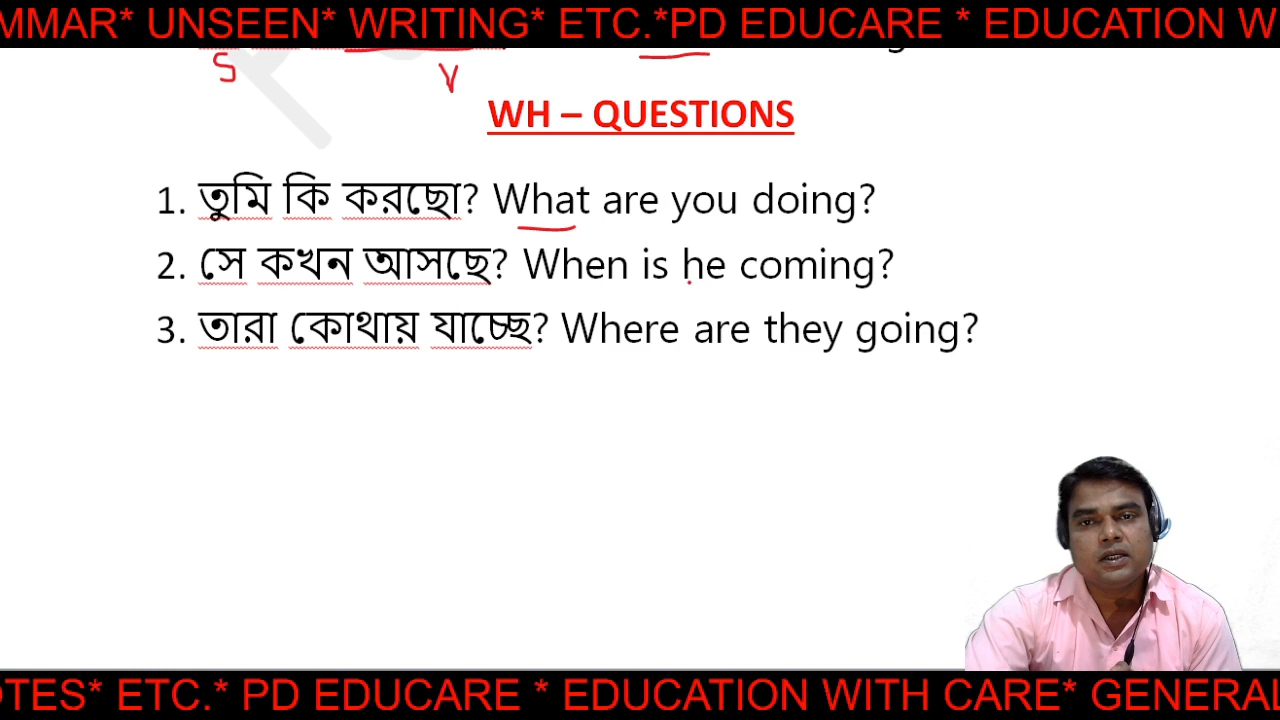 MMAR* UNSEEN* WRITING* ETC.*PD EDUCARE * EDUCATION W
S
V
WH – QUESTIONS
1. তুমি কি করছো? What are you doing?
2. সে কখন আসছে? When is he coming?
3. তারা কোথায় যাচ্ছে? Where are they going?
OTES* ETC.* PD EDUCARE * EDUCATION WITH CARE* GENERAL